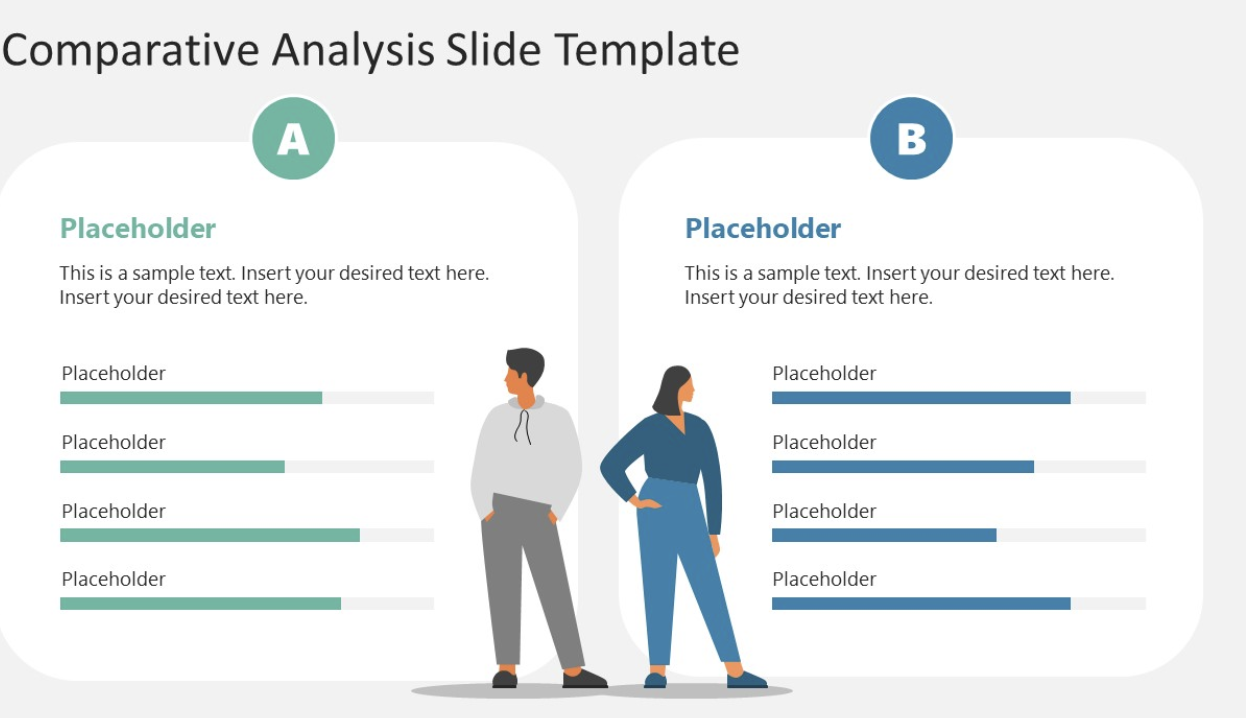 Comparative Analysis Slide Template
A
Placeholder
This is a sample text. Insert your desired text here.
Insert your desired text here.
Placeholder
Placeholder
Placeholder
Placeholder
B
Placeholder
This is a sample text. Insert your desired text here.
Insert your desired text here.
Placeholder
Placeholder
Placeholder
Placeholder